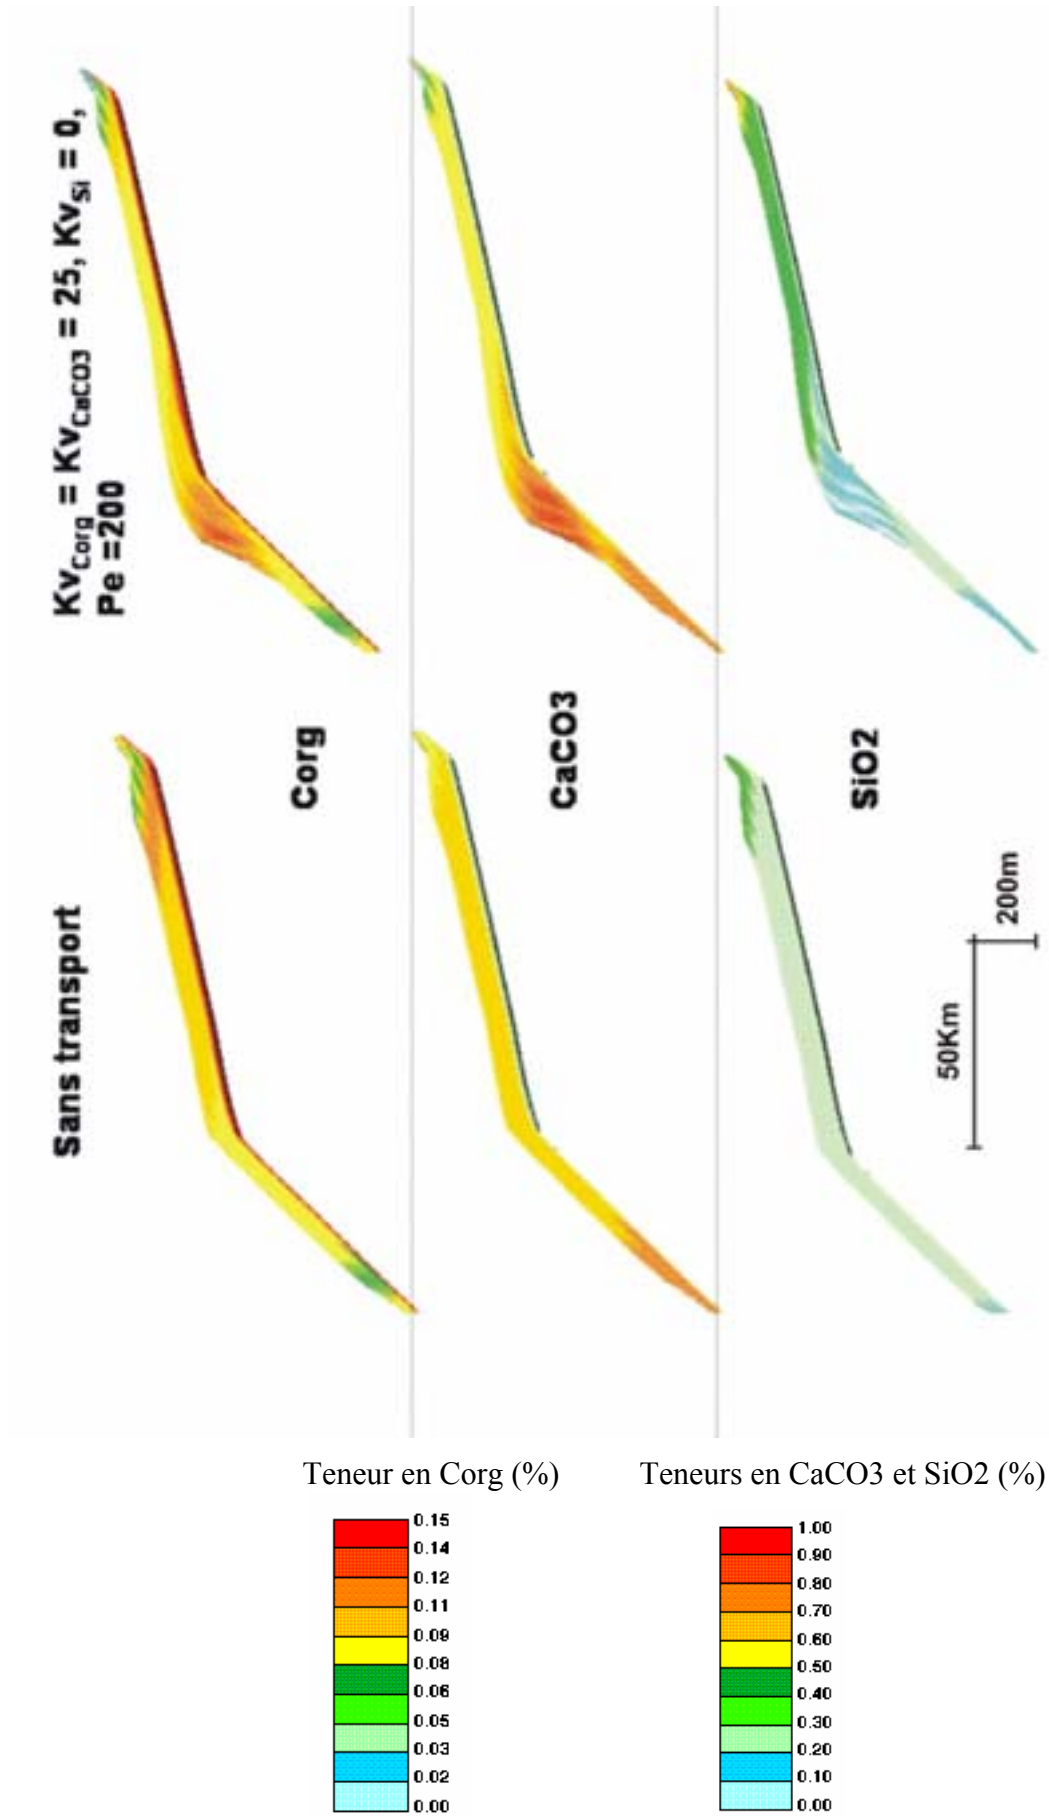 Kv_Corg = Kv_CaCO3 = 25, Kv_Si = 0,
Pe =200
Corg
CaCO3
SiO2
Sans transport
50Km
200m
Teneur en Corg (%)
0.15
0.14
0.12
0.11
0.09
0.08
0.06
0.05
0.03
0.02
0.00
Teneurs en CaCO3 et SiO2 (%)
1.00
0.90
0.80
0.70
0.60
0.50
0.40
0.30
0.20
0.10
0.00